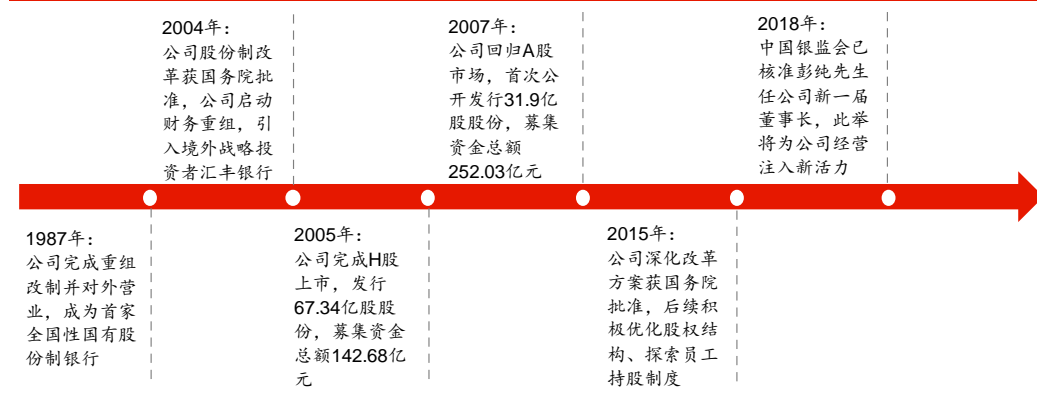 2004年：
公司股份制改
革获国务院批
准，公司启动
财务重组，引
入境外战略投
资者汇丰银行
2007年：
公司回归A股
市场，首次公
开发行31.9亿
股股份，募集
资金总额
252.03亿元
2018年：
中国银监会已
核准彭纯先生
任公司新一届
董事长，此举
将为公司经营
注入新活力
1987年：
公司完成重组
改制并对外营
业，成为首家
全国性国有股
份制银行
2005年：
公司完成H股
上市，发行
67.34亿股股
份，募集资金
总额142.68亿
元
2015年：
公司深化改革
方案获国务院
批准，后续积
极优化股权结
构、探索员工
持股制度